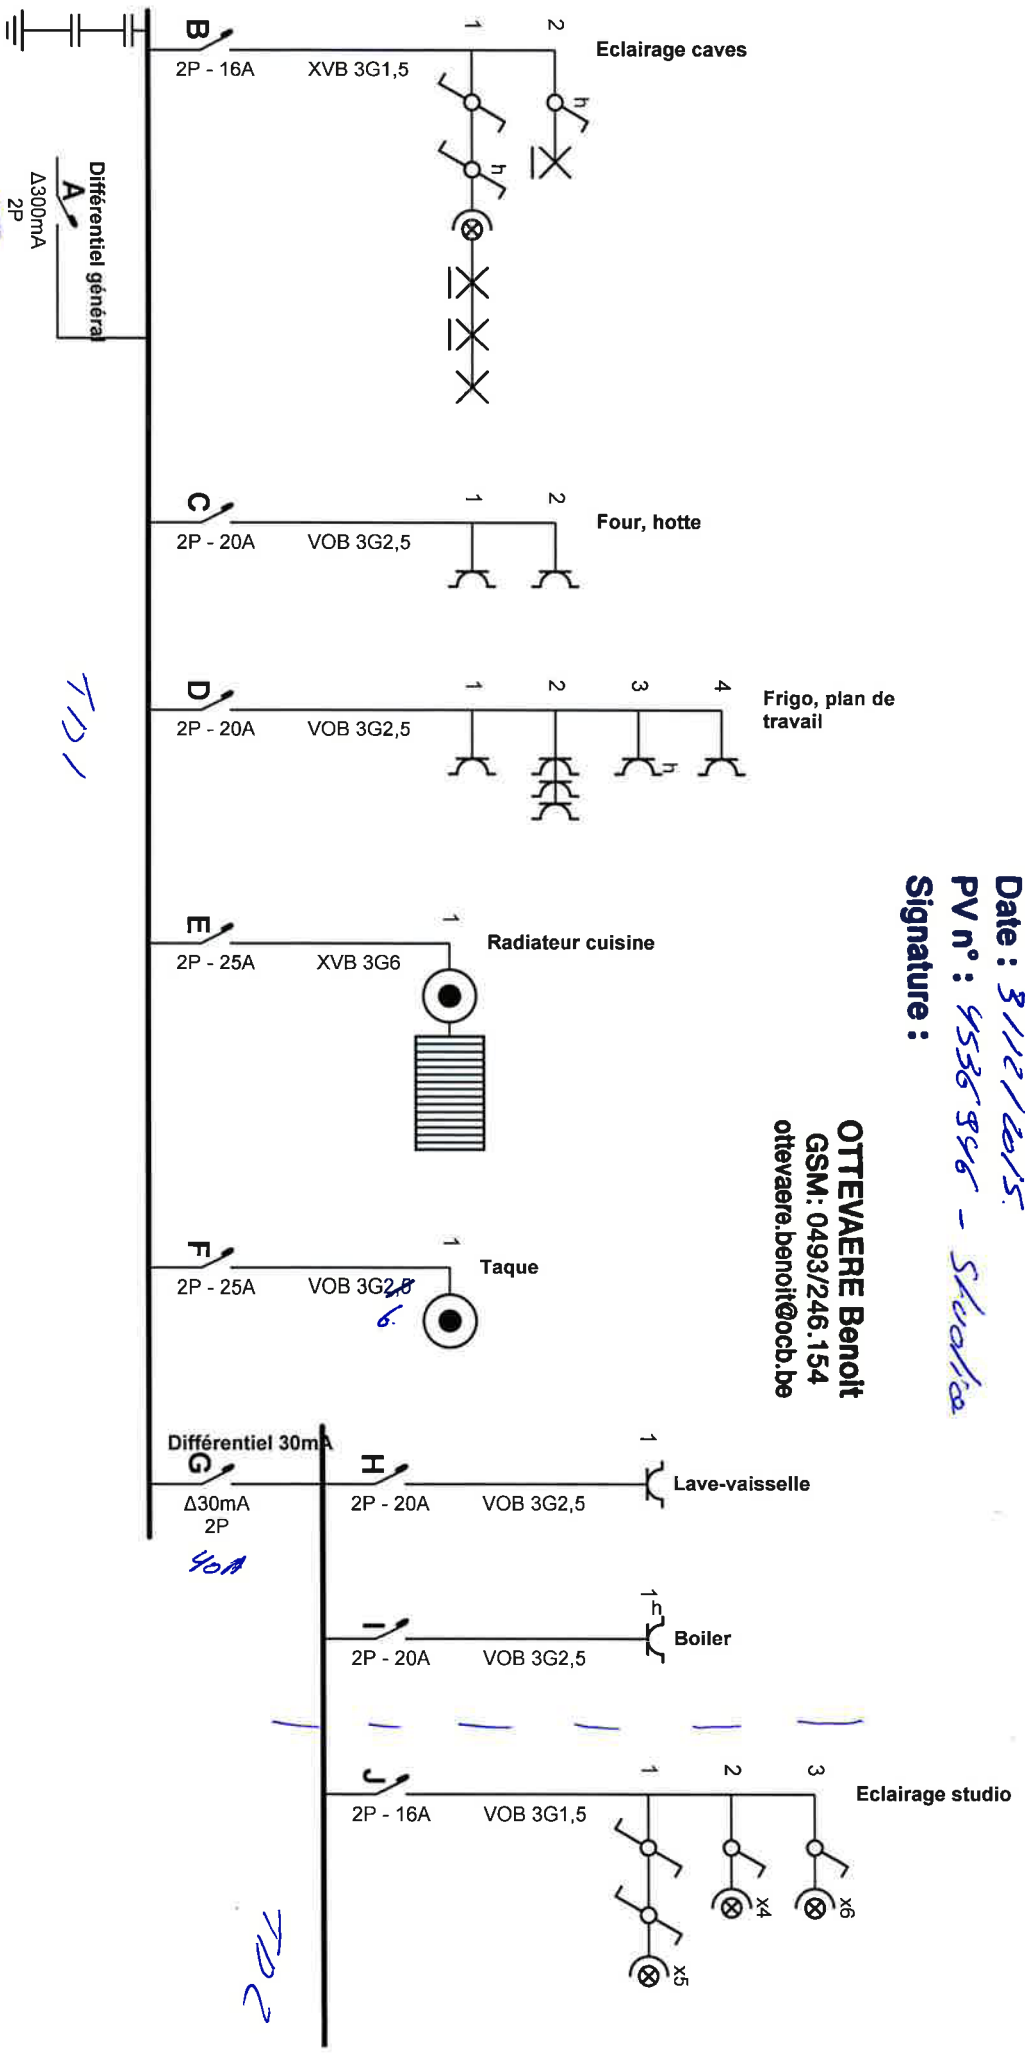 B
2P - 16A
XVB 3G1,5
1
2
h
h
Eclairage caves
Différentiel général
A
Δ300mA
2P
C
2P - 20A
VOB 3G2,5
1
2
Four, hotte
TD1
D
2P - 20A
VOB 3G2,5
1
2
3
4
h
Frigo, plan de
travail
Date :
PV n° :
Signature :
E
2P - 25A
XVB 3G6
1
Radiateur cuisine
OTTEVAERE Benoit
GSM: 0493/246.154
ottevaere.benoit@ocb.be
F
2P - 25A
VOB 3G2,5
6.
1
Taque
Différentiel 30mA
G
Δ30mA
2P
40A
H
2P - 20A
VOB 3G2,5
1
Lave-vaisselle
I
2P - 20A
VOB 3G2,5
1
h
Boiler
J
2P - 16A
VOB 3G1,5
1
2
3
x5
x4
x6
Eclairage studio
TD2